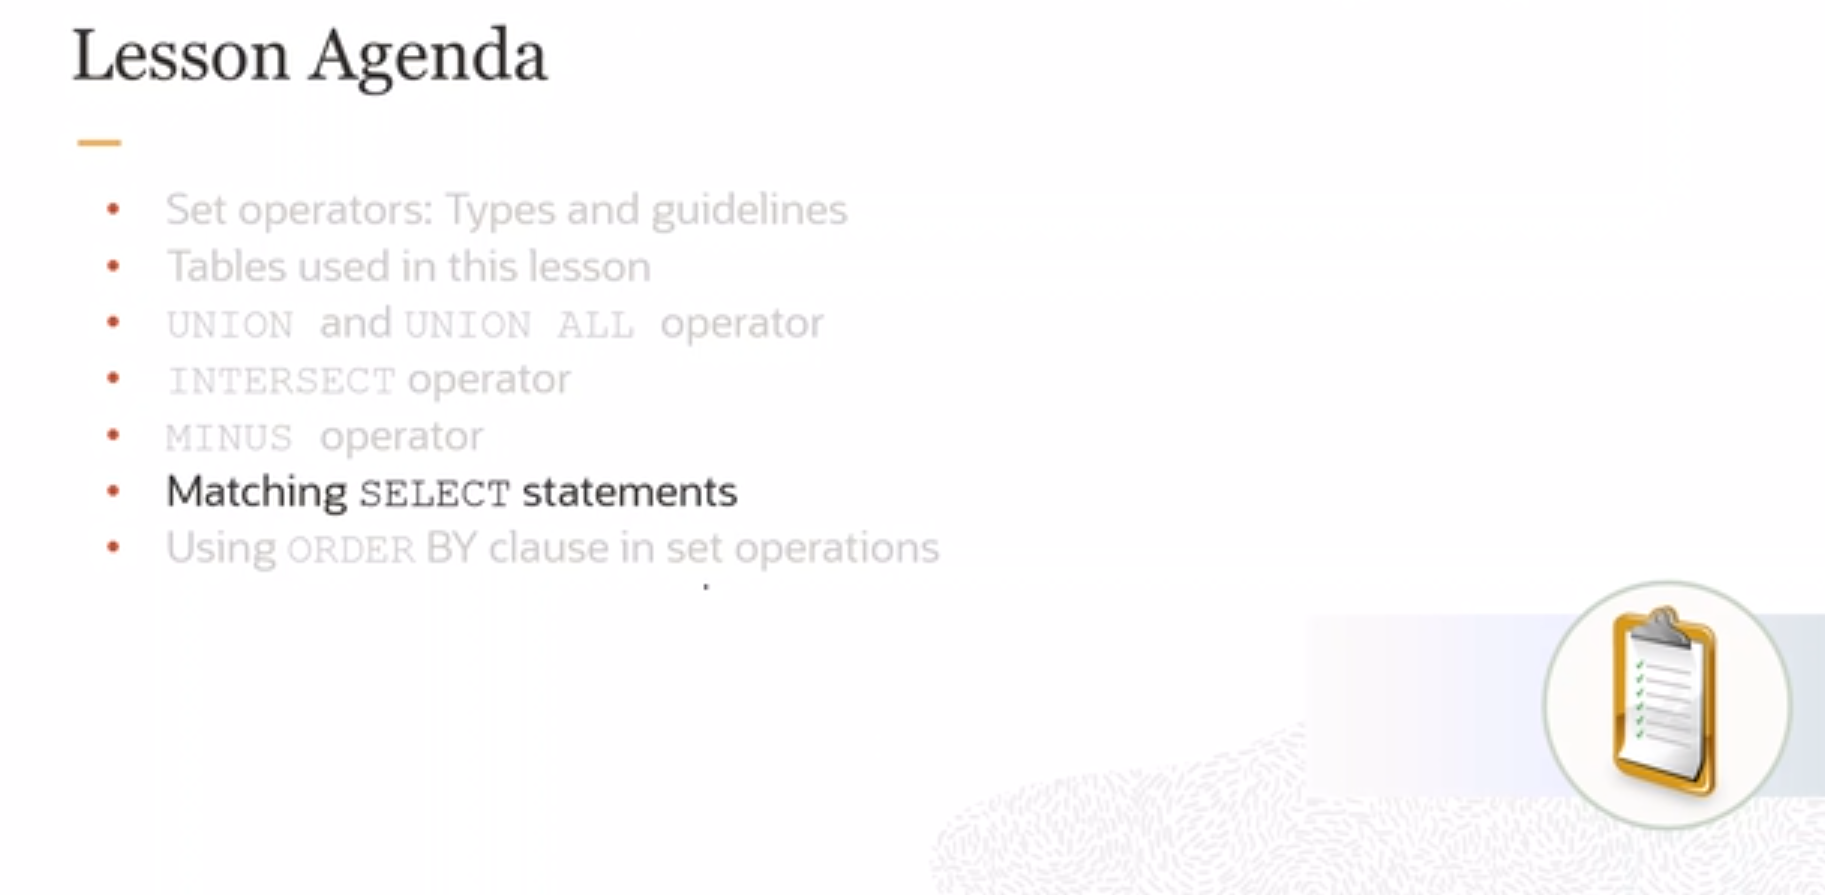 Lesson Agenda
• Set operators: Types and guidelines
• Tables used in this lesson
• UNION and UNION ALL operator
• INTERSECT operator
• MINUS operator
• Matching SELECT statements
• Using ORDER BY clause in set operations